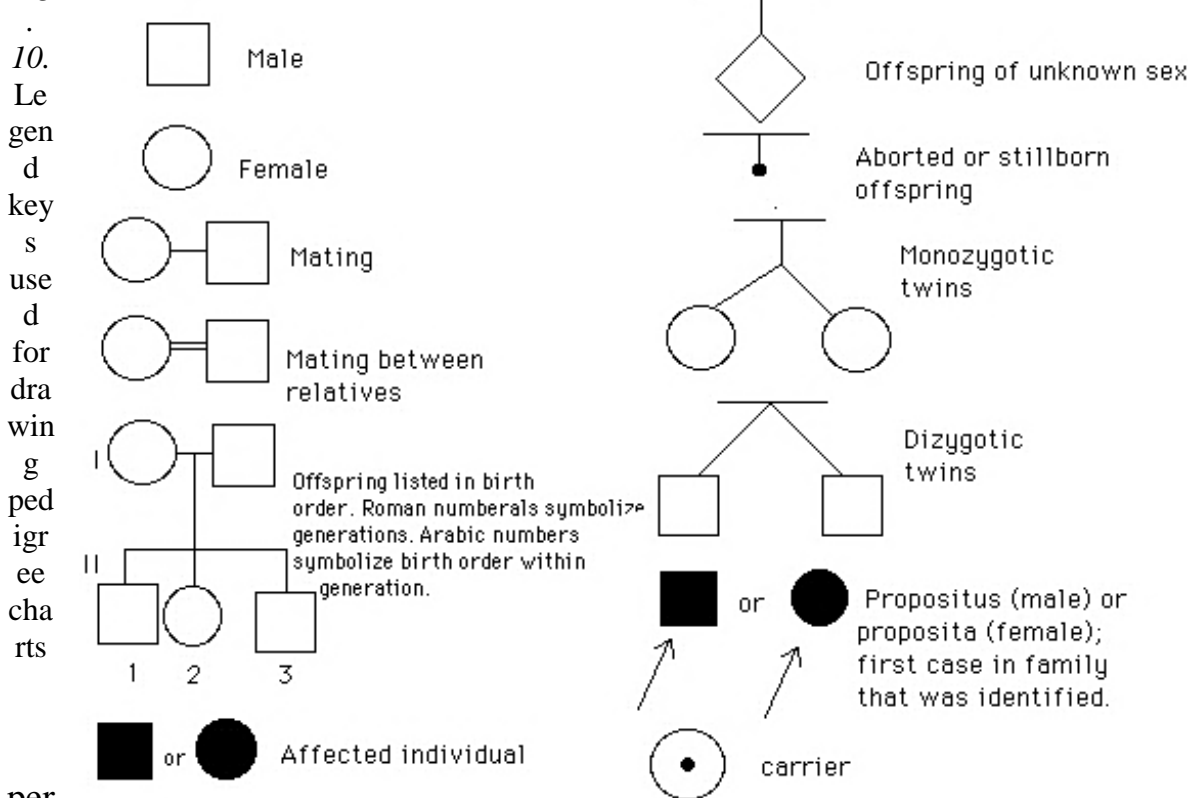 .
10.
Le
gen
d
key
s
use
d
for
dra
win
g
ped
igr
ee
cha
rts
Male
Female
Mating
Mating between
relatives
I
Offspring listed in birth
order. Roman numberals symbolize
generations. Arabic numbers
symbolize birth order within
generation.
II
1 2 3
or Affected individual
Offspring of unknown sex
Aborted or stillborn
offspring
Monozygotic
twins
Dizygotic
twins
or Propositus (male) or
proposita (female);
first case in family
that was identified.
carrier